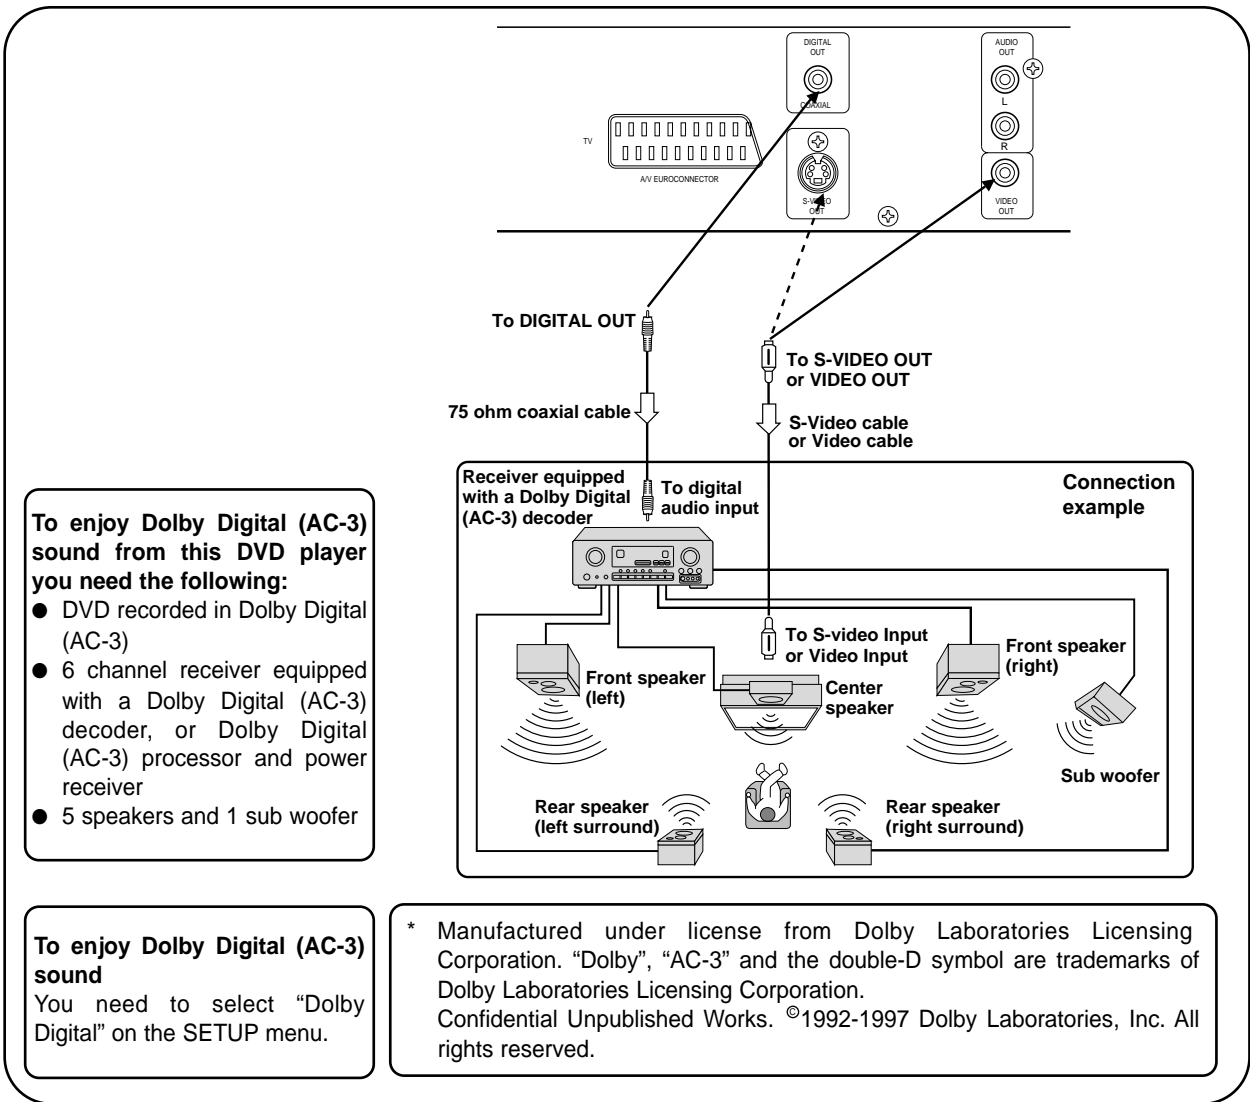 DIGITAL
OUT
COAXIAL
AUDIO
OUT
L
R
TV
A/V EUROCONNECTOR
S-VIDEO
OUT
VIDEO
OUT
To DIGITAL OUT
To S-VIDEO OUT
or VIDEO OUT
75 ohm coaxial cable
S-Video cable
or Video cable
Receiver equipped
with a Dolby Digital
(AC-3) decoder
To digital
audio input
Connection
example
To S-video Input
or Video Input
Front speaker
(left)
Center
speaker
Front speaker
(right)
Sub woofer
Rear speaker
(left surround)
Rear speaker
(right surround)
To enjoy Dolby Digital (AC-3)
sound from this DVD player
you need the following:
● DVD recorded in Dolby Digital
(AC-3)
● 6 channel receiver equipped
with a Dolby Digital (AC-3)
decoder, or Dolby Digital
(AC-3) processor and power
receiver
● 5 speakers and 1 sub woofer
To enjoy Dolby Digital (AC-3)
sound
You need to select “Dolby
Digital” on the SETUP menu.
* Manufactured under license from Dolby Laboratories Licensing
Corporation. “Dolby”, “AC-3” and the double-D symbol are trademarks of
Dolby Laboratories Licensing Corporation.
Confidential Unpublished Works. ©1992-1997 Dolby Laboratories, Inc. All
rights reserved.